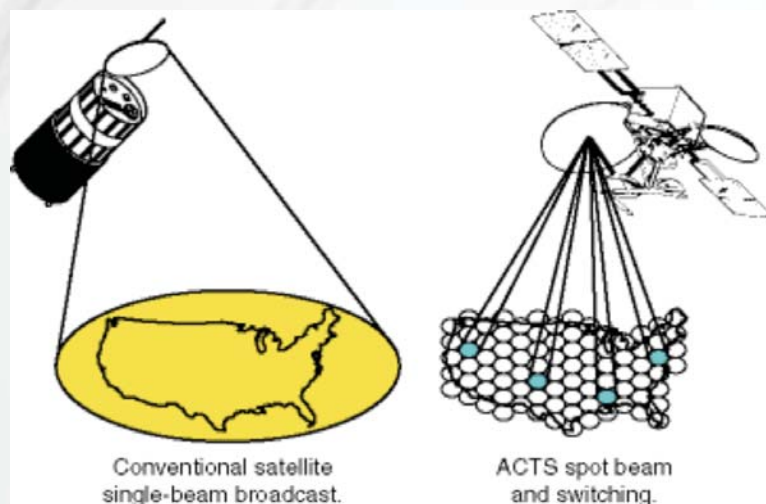 Conventional satellite
single-beam broadcast.
ACTS spot beam
and switching.